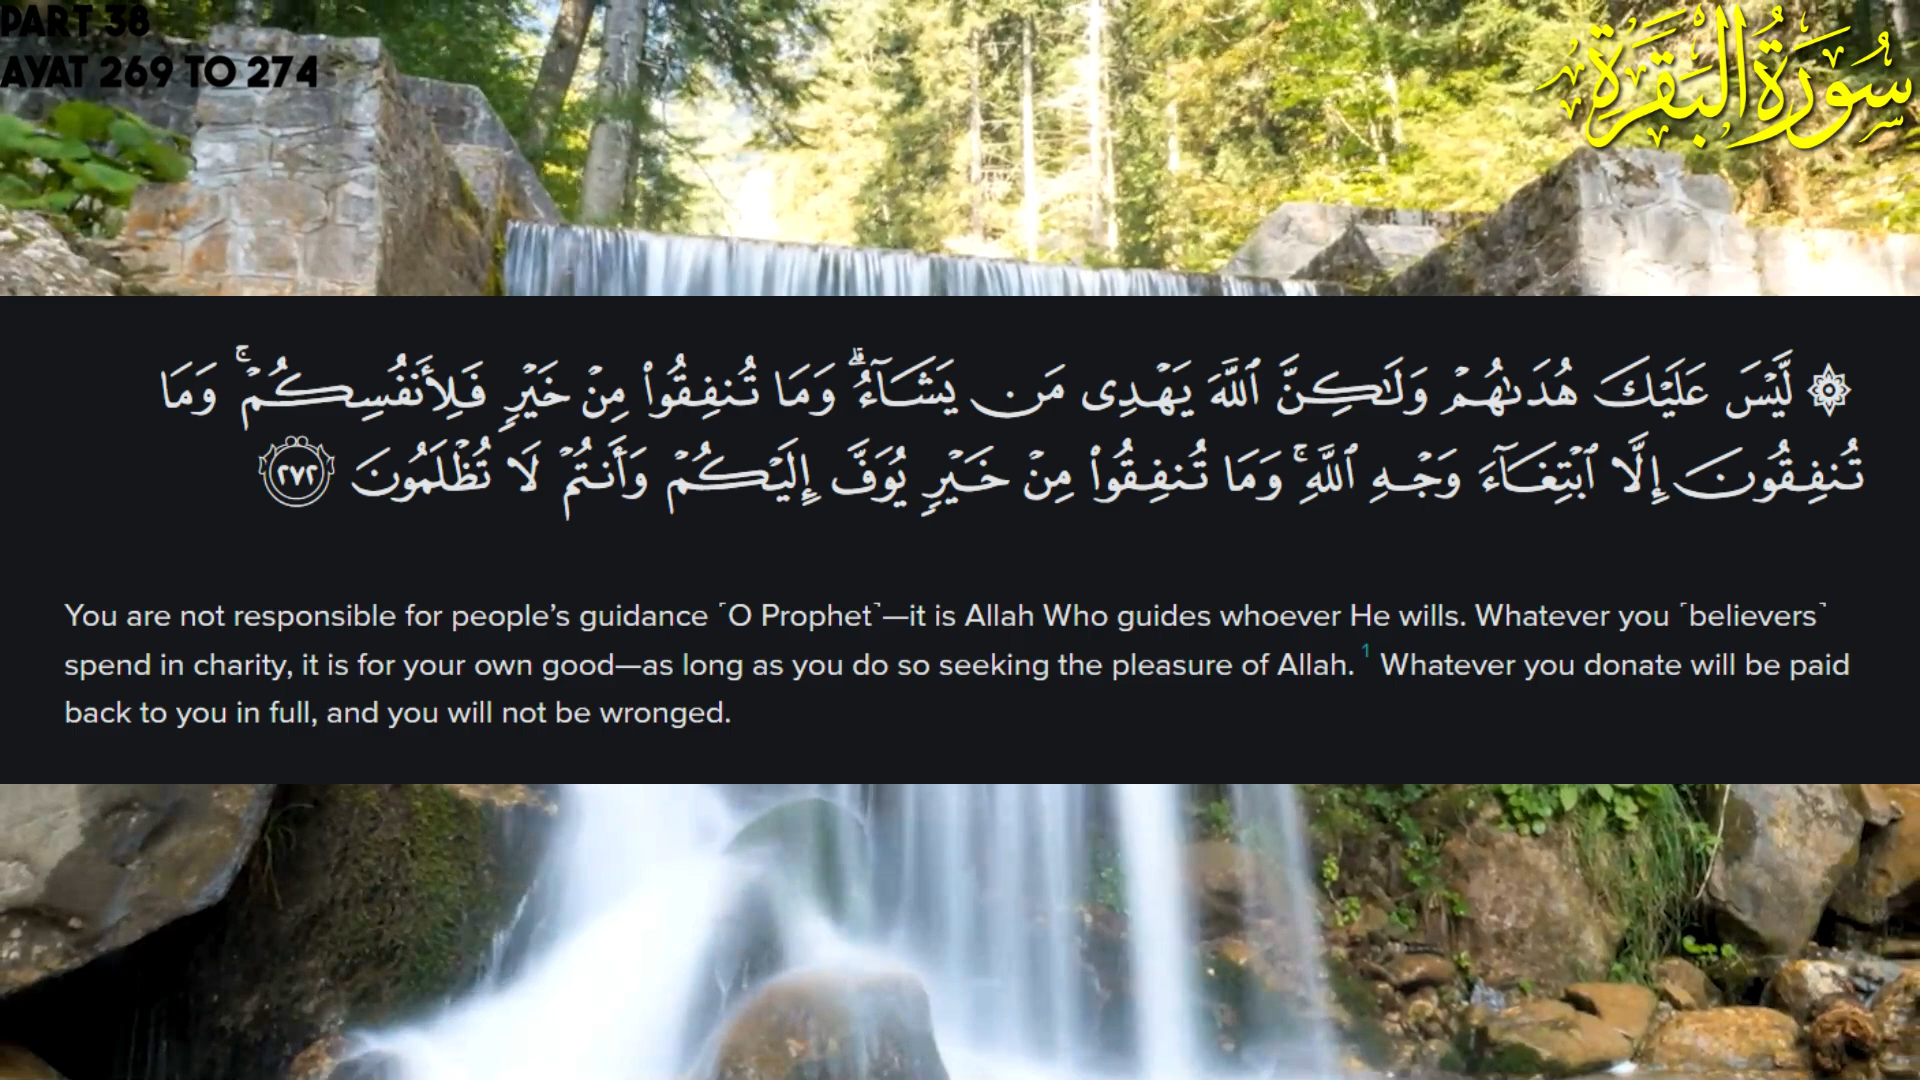 PART 38
AYAT 269 TO 274
سُورَةُ البَقَرَةِ
۞ لَّيْسَ عَلَيْكَ هُدَىٰهُمْ وَلَـٰكِنَّ ٱللَّهَ يَهْدِى مَن يَشَآءُ ۗ وَمَا تُنفِقُوا۟ مِنْ خَيْرٍ فَلِأَنفُسِكُمْ ۚ وَمَا
تُنفِقُونَ إِلَّا ٱبْتِغَآءَ وَجْهِ ٱللَّهِ ۚ وَمَا تُنفِقُوا۟ مِنْ خَيْرٍ يُوَفَّ إِلَيْكُمْ وَأَنتُمْ لَا تُظْلَمُونَ ٢٧٢
You are not responsible for people’s guidance ˹O Prophet˺—it is Allah Who guides whoever He wills. Whatever you ˹believers˺
spend in charity, it is for your own good—as long as you do so seeking the pleasure of Allah. 1 Whatever you donate will be paid
back to you in full, and you will not be wronged.